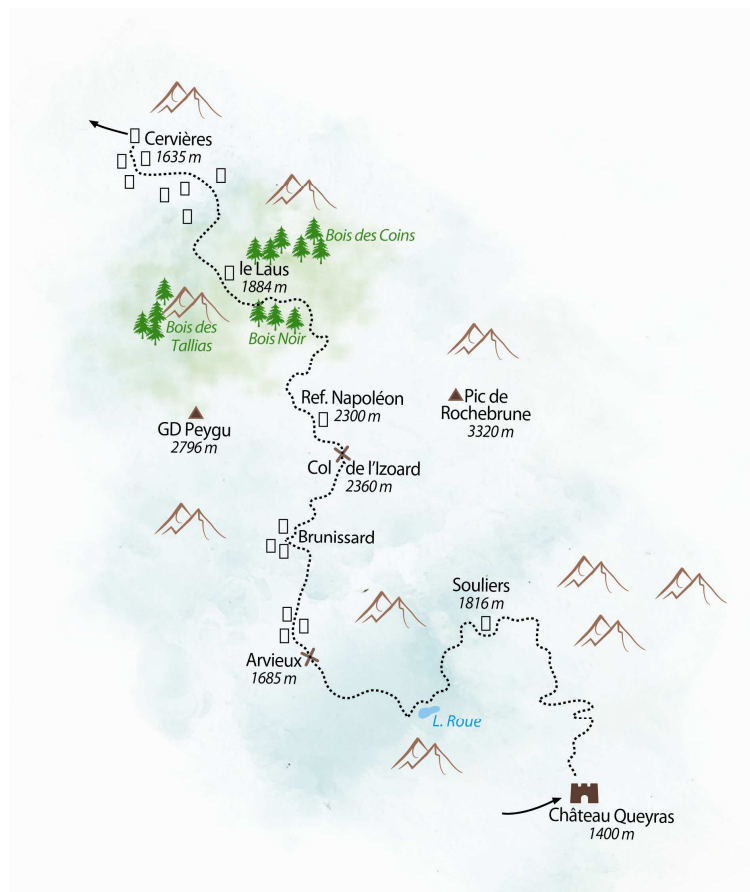 Cervières
1635 m
Bois des Coins
le Laus
1884 m
Bois des
Tallias
Bois Noir
Ref. Napoléon
2300 m
Pic de
Rochebrune
3320 m
GD Peygu
2796 m
Col de l'Izoard
2360 m
Brunissard
Souliers
1816 m
Arvieux
1685 m
L. Roue
Château Queyras
1400 m